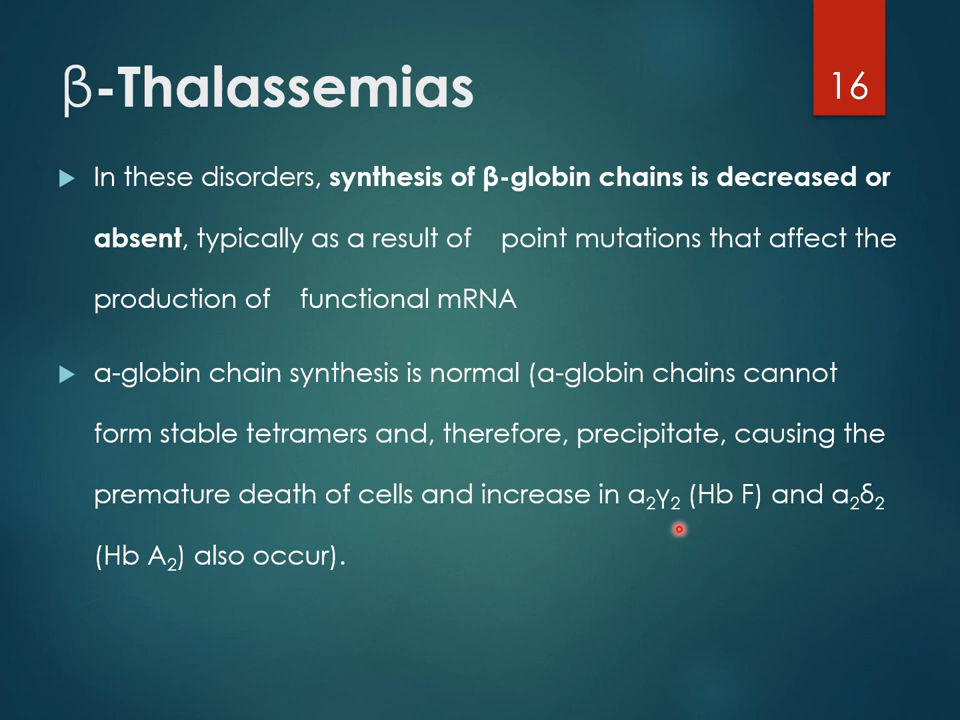 β-Thalassemias
16
In these disorders, synthesis of β-globin chains is decreased or
absent, typically as a result of point mutations that affect the
production of functional mRNA
α-globin chain synthesis is normal (α-globin chains cannot
form stable tetramers and, therefore, precipitate, causing the
premature death of cells and increase in α₂γ₂ (Hb F) and α₂δ₂
(Hb A₂) also occur).